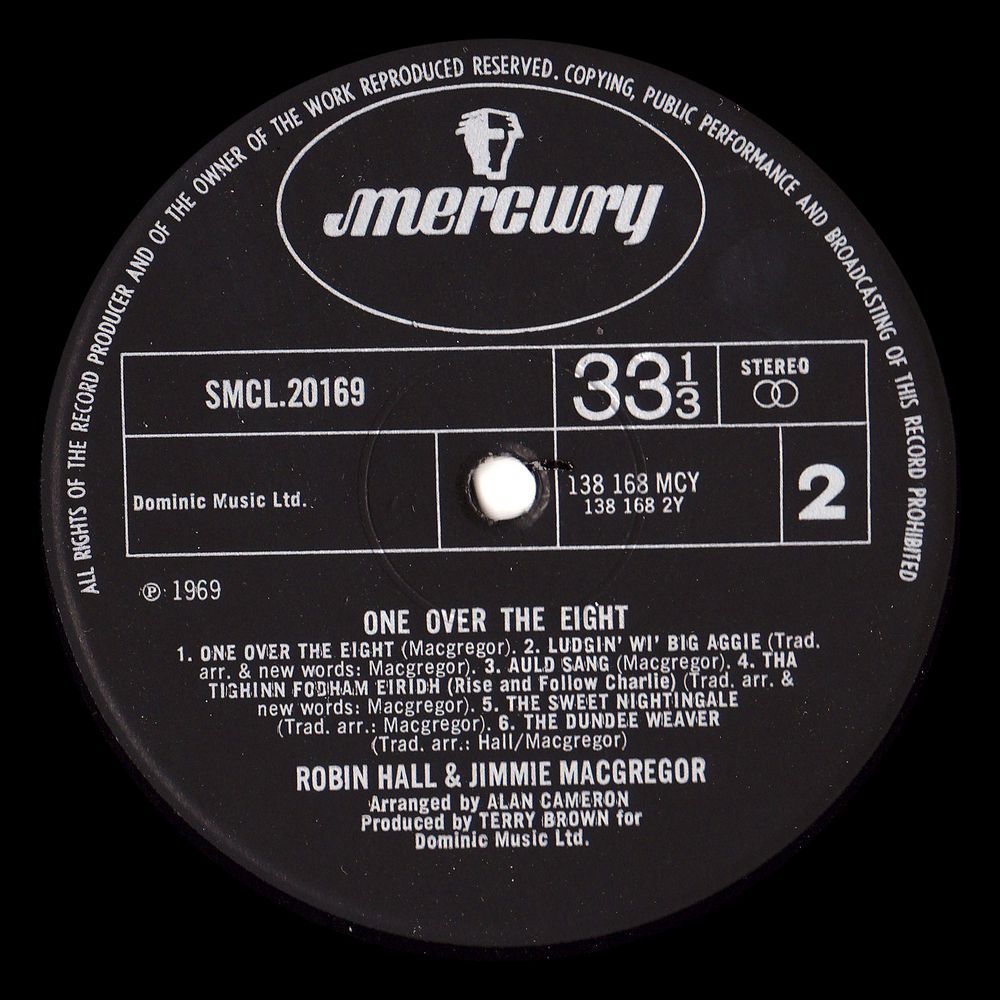 ALL RIGHTS OF THE RECORD PRODUCER AND OF THE OWNER OF THE WORK REPRODUCED RESERVED. COPYING, PUBLIC PERFORMANCE AND BROADCASTING OF THIS RECORD PROHIBITED
mercury
SMCL.20169
33 1/3
STEREO
Dominic Music Ltd.
138 168 MCY
138 168 2Y
2
℗ 1969
ONE OVER THE EIGHT
1. ONE OVER THE EIGHT (Macgregor). 2. LUDGIN' WI' BIG AGGIE (Trad.
arr. & new words: Macgregor). 3. AULD SANG (Macgregor). 4. THA
TIGHINN FODHAM EIRIDH (Rise and Follow Charlie) (Trad. arr. &
new words: Macgregor). 5. THE SWEET NIGHTINGALE
(Trad. arr.: Macgregor). 6. THE DUNDEE WEAVER
(Trad. arr.: Hall/Macgregor)
ROBIN HALL & JIMMIE MACGREGOR
Arranged by ALAN CAMERON
Produced by TERRY BROWN for
Dominic Music Ltd.